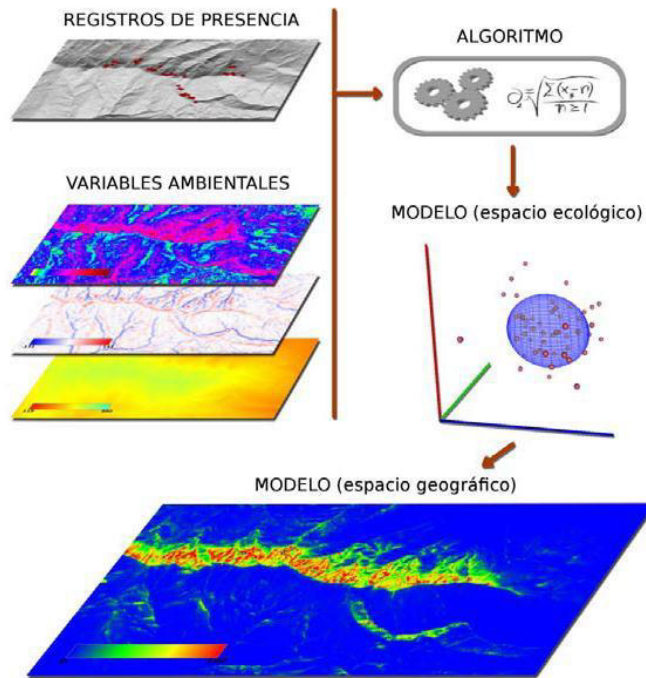 REGISTROS DE PRESENCIA
ALGORITMO
VARIABLES AMBIENTALES
MODELO (espacio ecológico)
MODELO (espacio geográfico)